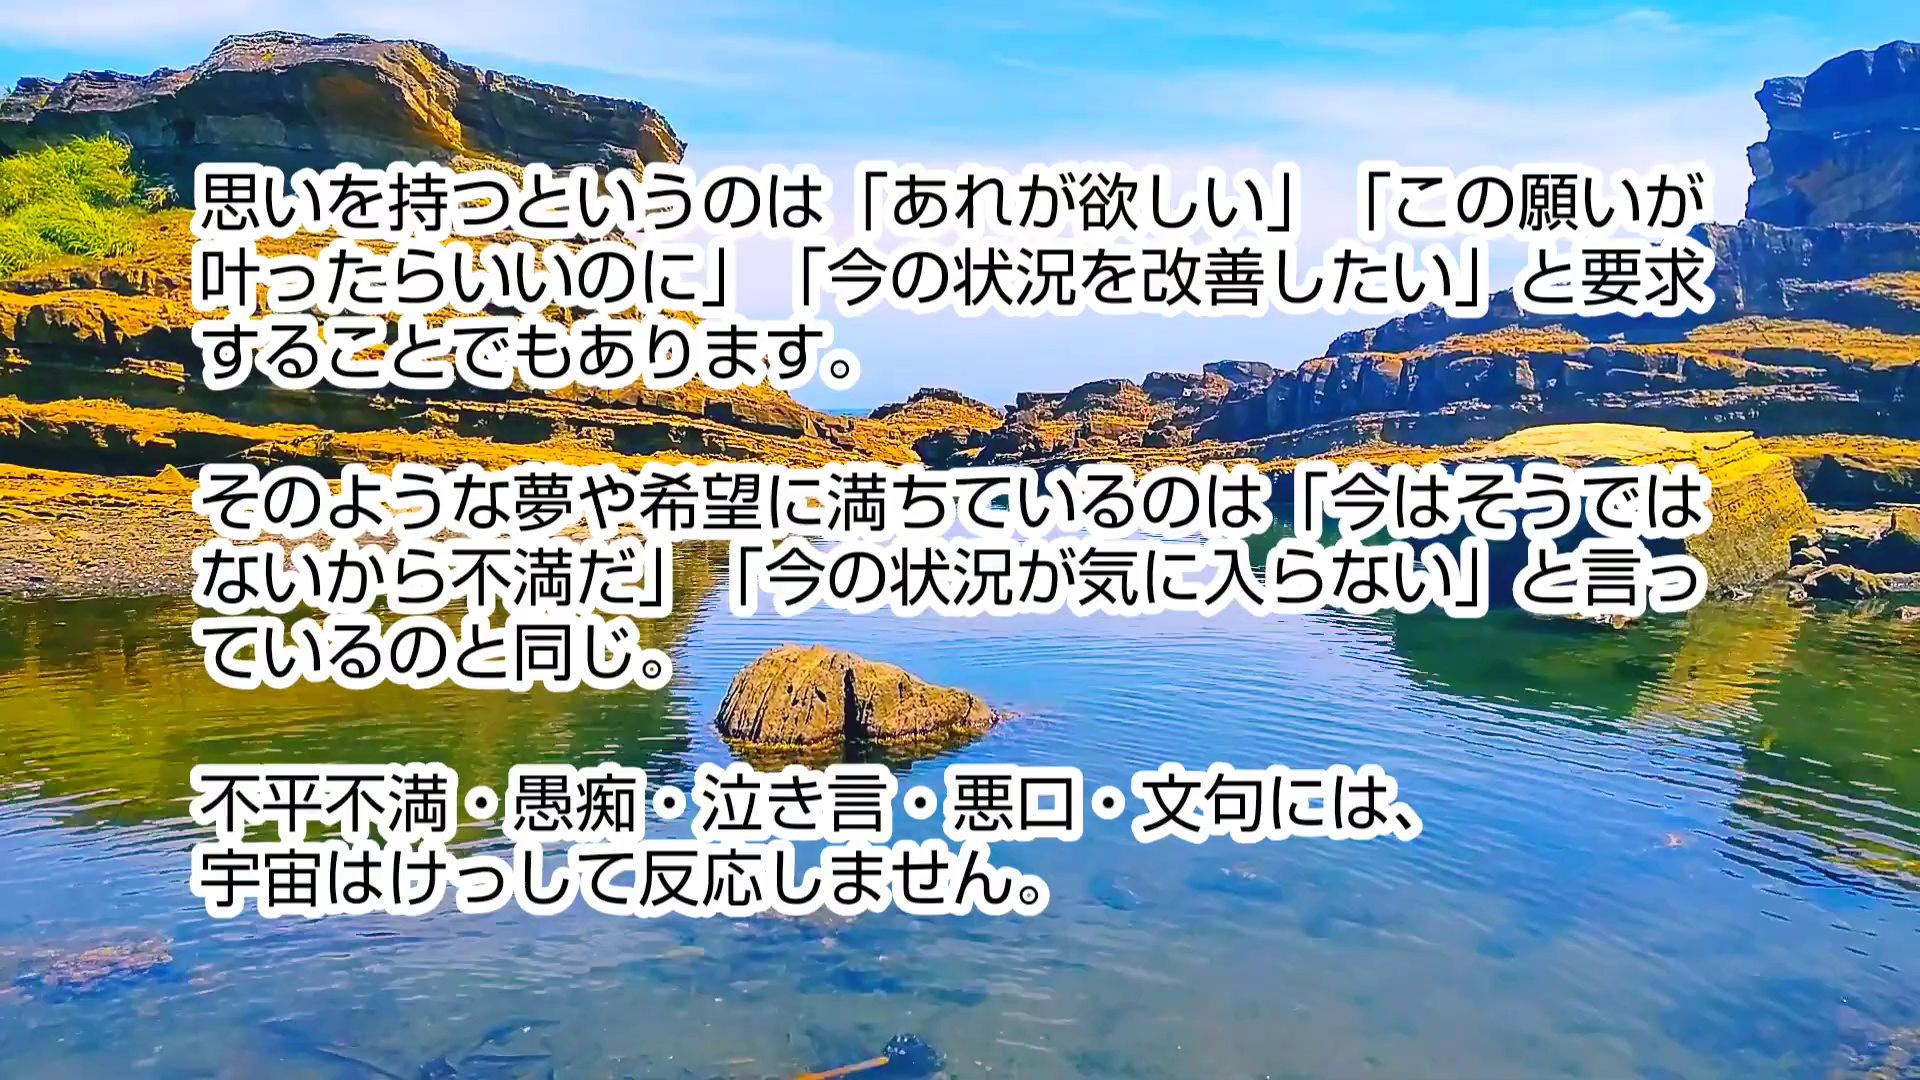 思いを持つというのは「あれが欲しい」「この願いが
叶ったらいいのに」「今の状況を改善したい」と要求
することでもあります。
そのような夢や希望に満ちているのは「今はそうでは
ないから不満だ」「今の状況が気に入らない」と言っ
ているのと同じ。
不平不満・愚痴・泣き言・悪口・文句には、
宇宙はけっして反応しません。